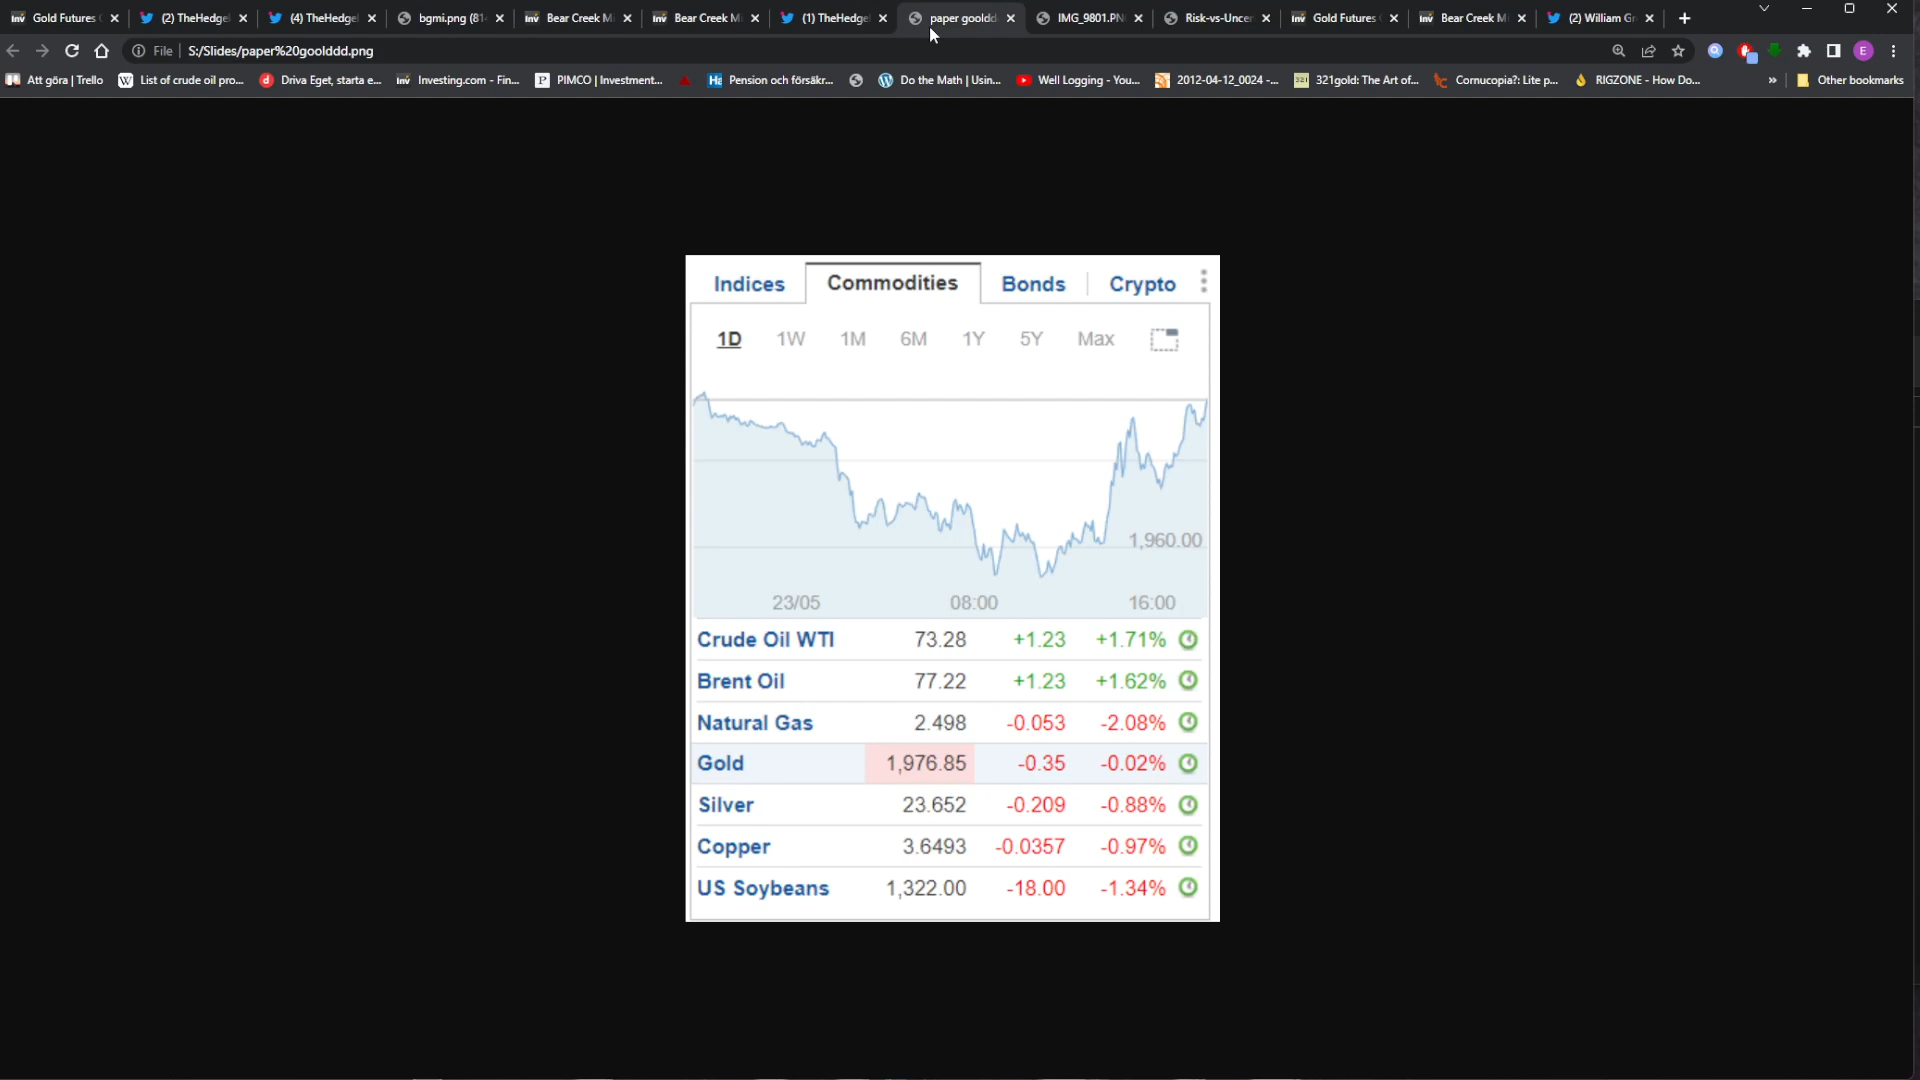 Gold Futures
(2) TheHedge
(4) TheHedge
bgmi.png (81
Bear Creek Mi
Bear Creek Mi
(1) TheHedge
paper gooldd
IMG_9801.PN
Risk-vs-Uncer
Gold Futures
Bear Creek Mi
(2) William Gr
File
S:/Slides/paper%20goolddd.png
E
Att göra | Trello
List of crude oil pro...
Driva Eget, starta e...
Investing.com - Fin...
PIMCO | Investment...
Pension och försäkr...
Do the Math | Usin...
Well Logging - You...
2012-04-12_0024 -...
321gold: The Art of...
Cornucopia?: Lite p...
RIGZONE - How Do...
»
Other bookmarks
Indices Commodities Bonds Crypto
1D 1W 1M 6M 1Y 5Y Max
1,960.00
23/05 08:00 16:00
Crude Oil WTI 73.28 +1.23 +1.71%
Brent Oil 77.22 +1.23 +1.62%
Natural Gas 2.498 -0.053 -2.08%
Gold 1,976.85 -0.35 -0.02%
Silver 23.652 -0.209 -0.88%
Copper 3.6493 -0.0357 -0.97%
US Soybeans 1,322.00 -18.00 -1.34%